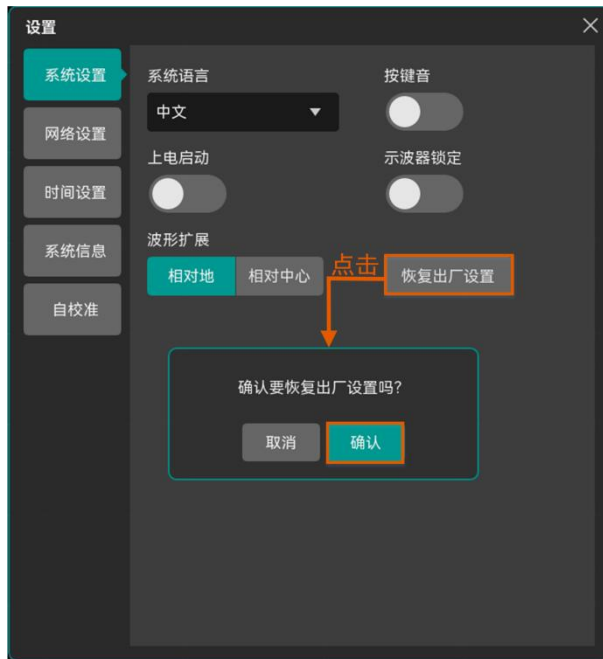 设置
系统设置
网络设置
时间设置
系统信息
自校准
系统语言
按键音
中文
上电启动
示波器锁定
波形扩展
相对地
相对中心
点击
恢复出厂设置
确认要恢复出厂设置吗?
取消
确认